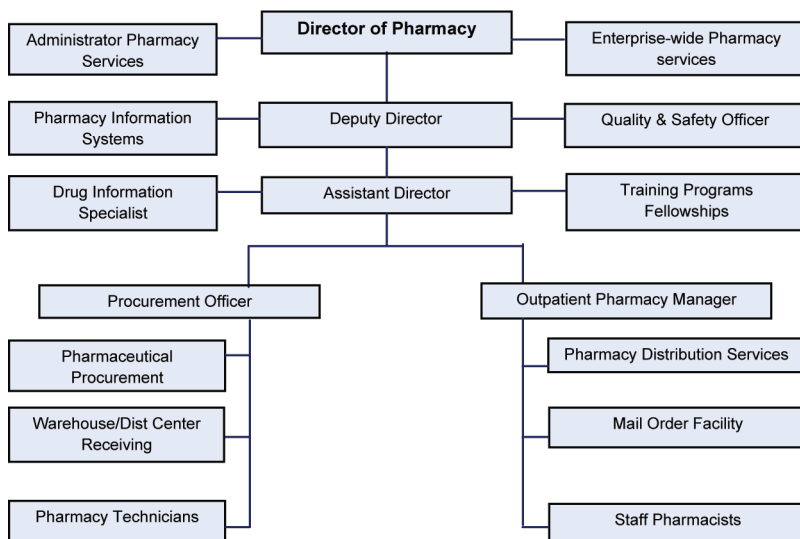 Director of Pharmacy
Administrator Pharmacy
Services
Enterprise-wide Pharmacy
services
Pharmacy Information
Systems
Deputy Director
Quality & Safety Officer
Drug Information
Specialist
Assistant Director
Training Programs
Fellowships
Procurement Officer
Outpatient Pharmacy Manager
Pharmaceutical
Procurement
Pharmacy Distribution Services
Warehouse/Dist Center
Receiving
Mail Order Facility
Pharmacy Technicians
Staff Pharmacists